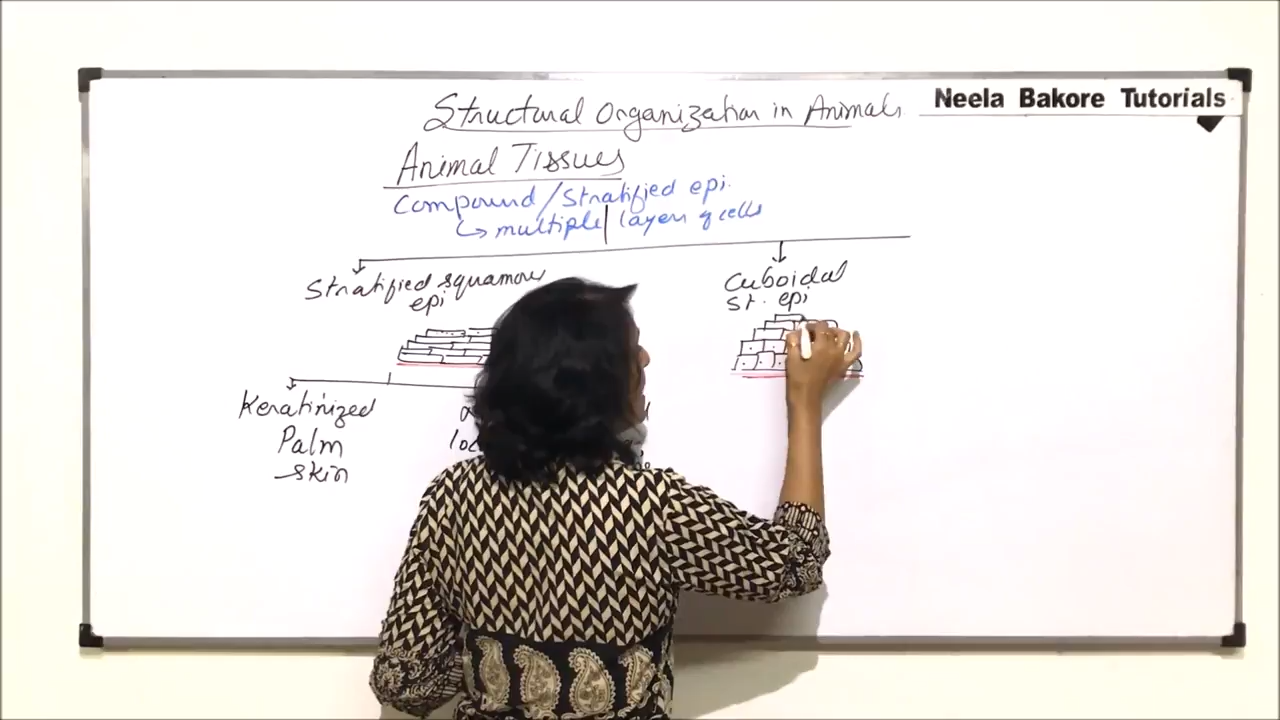 Structural Organization in Animals
Neela Bakore Tutorials
Animal Tissues
Compound/Stratified epi.
↳ multiple layers of cells
Stratified squamous
epi
Cuboidal
St. epi
Keratinized
Palm
skin